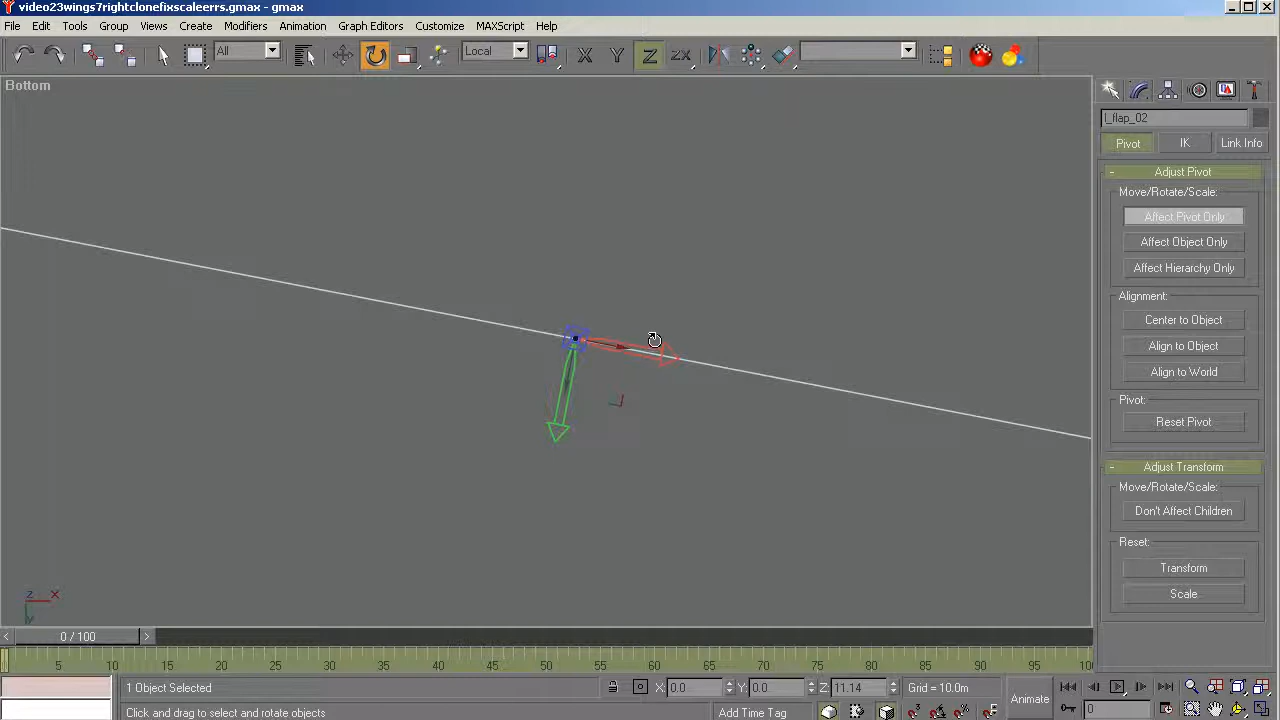 video23wings7rightclonefixscaleerrs.gmax - gmax
File Edit Tools Group Views Create Modifiers Animation Graph Editors Customize MAXScript Help
All Local X Y Z ZX
Bottom
l_flap_02
Pivot IK Link Info
- Adjust Pivot
Move/Rotate/Scale:
Affect Pivot Only
Affect Object Only
Affect Hierarchy Only
Alignment:
Center to Object
Align to Object
Align to World
Pivot:
Reset Pivot
- Adjust Transform
Move/Rotate/Scale:
Don't Affect Children
Reset:
Transform
Scale
z x
y
< 0 / 100 >
5 10 15 20 25 30 35 40 45 50 55 60 65 70 75 80 85 90 95 10
1 Object Selected X: 0.0 Y: 0.0 Z: 11.14 Grid = 10.0m Animate
Click and drag to select and rotate objects Add Time Tag 0